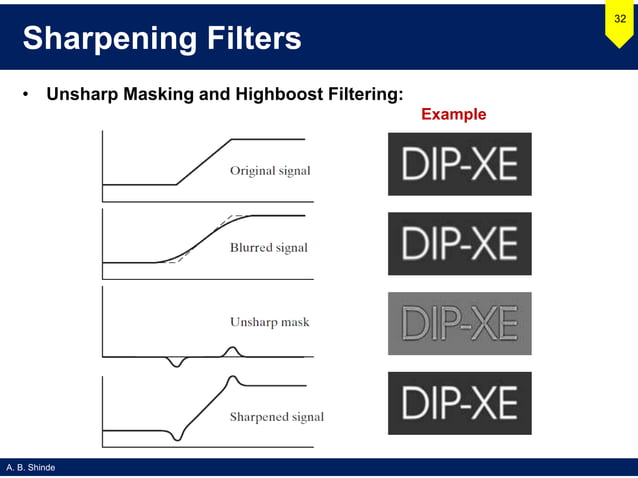 32
Sharpening Filters
• Unsharp Masking and Highboost Filtering:
Example
Original signal
DIP-XE
Blurred signal
DIP-XE
Unsharp mask
DIP-XE
Sharpened signal
DIP-XE
A. B. Shinde